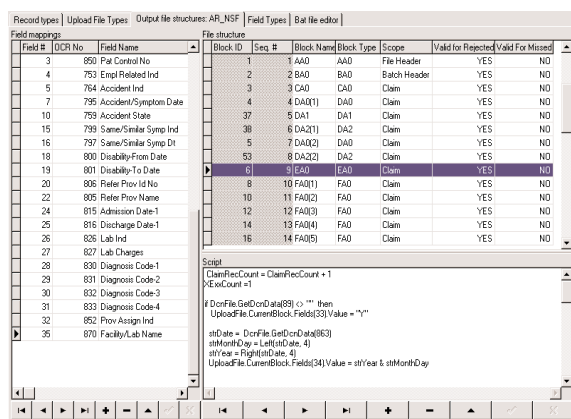 Record types | Upload File Types | Output file structures: AR_NSF | Field Types | Bat file editor
Field mappings
Field # OCR No Field Name
3 850 Pat Control No
4 753 Empl Related Ind
5 764 Accident Ind
7 795 Accident/Symptom Date
10 759 Accident State
15 799 Same/Similar Symp Ind
16 797 Same/Similar Symp Dt
18 800 Disability-From Date
19 801 Disability-To Date
20 806 Refer Prov Id No
22 805 Refer Prov Name
24 815 Admission Date-1
25 816 Discharge Date-1
26 826 Lab Ind
27 827 Lab Charges
28 830 Diagnosis Code-1
29 831 Diagnosis Code-2
30 832 Diagnosis Code-3
31 833 Diagnosis Code-4
32 852 Prov Assign Ind
35 870 Facility/Lab Name
File structure
Block ID Seq. # Block Name Block Type Scope Valid for Rejected Valid For Missed
1 1 AA0 AA0 File Header YES NO
2 2 BA0 BA0 Batch Header YES NO
3 3 CA0 CA0 Claim YES NO
4 4 DA0(1) DA0 Claim YES NO
37 5 DA1 DA1 Claim YES NO
38 6 DA2(1) DA2 Claim YES NO
5 7 DA0(2) DA0 Claim YES NO
53 8 DA2(2) DA2 Claim YES NO
6 9 EA0 EA0 Claim YES NO
8 10 FA0(1) FA0 Claim YES NO
10 11 FA0(2) FA0 Claim YES NO
12 12 FA0(3) FA0 Claim YES NO
14 13 FA0(4) FA0 Claim YES NO
16 14 FA0(5) FA0 Claim YES NO
Script
ClaimRecCount = ClaimRecCount + 1
XExxCount =1
if DcnFile.GetDcnData(89) <> "" then
UploadFile.CurrentBlock.Fields(33).Value = "Y"
strDate = DcnFile.GetDcnData(863)
strMonthDay = Left(strDate, 4)
strYear = Right(strDate, 4)
UploadFile.CurrentBlock.Fields(34).Value = strYear & strMonthDay